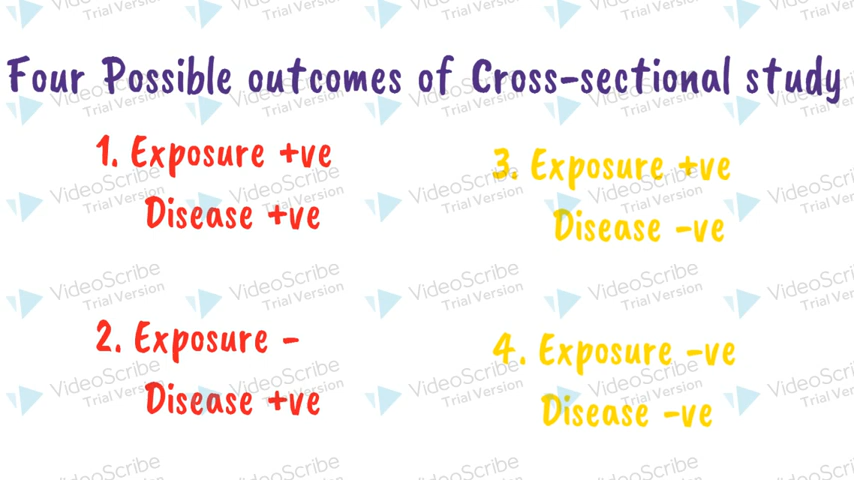 Four Possible outcomes of Cross-sectional study
1. Exposure +ve
Disease +ve
2. Exposure -
Disease +ve
3. Exposure +ve
Disease -ve
4. Exposure -ve
Disease -ve
VideoScribe
Trial Version